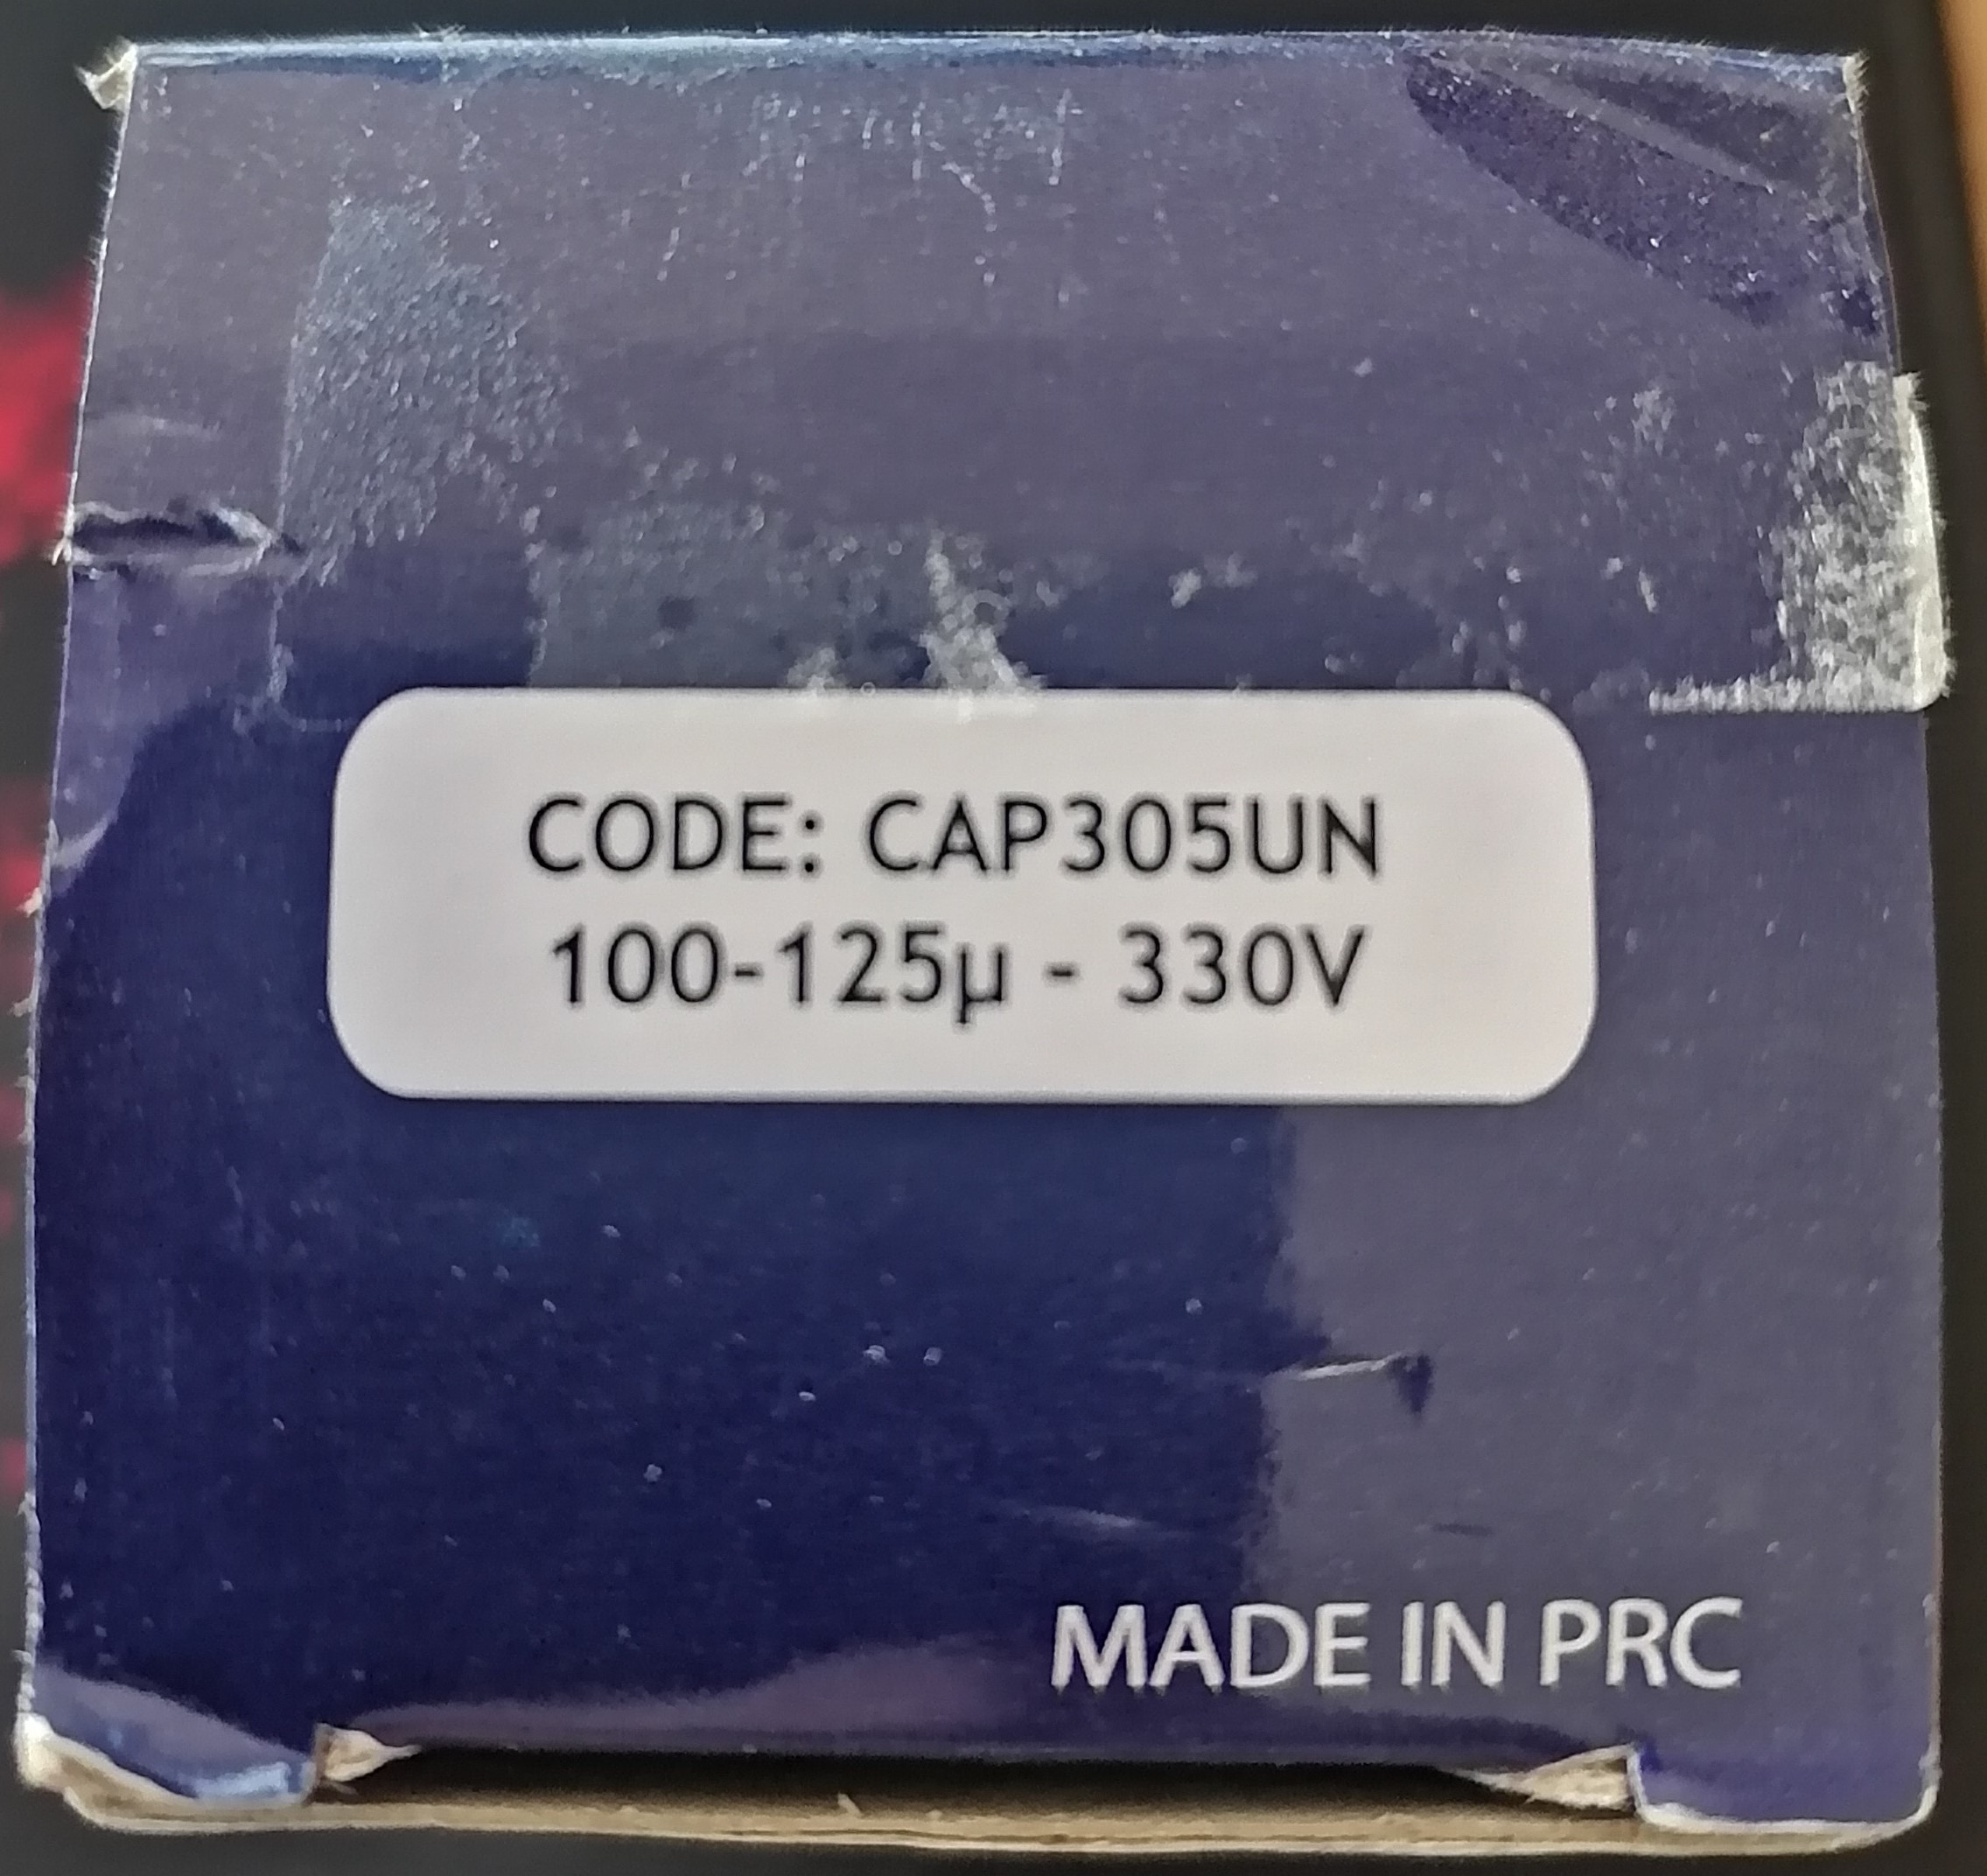 CODE: CAP305UN
100-125µ - 330V
MADE IN PRC